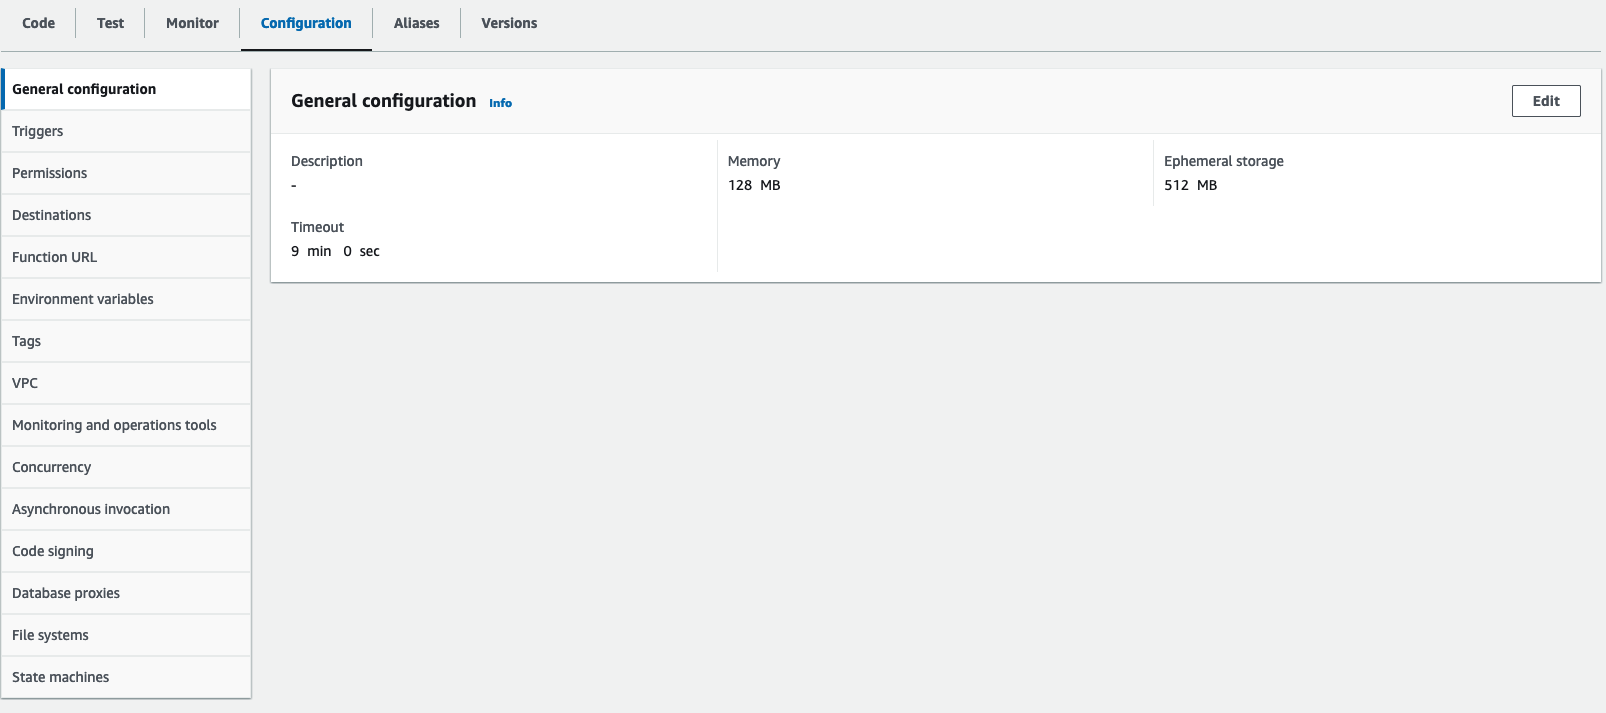 Code Test Monitor Configuration Aliases Versions
General configuration
Triggers
Permissions
Destinations
Function URL
Environment variables
Tags
VPC
Monitoring and operations tools
Concurrency
Asynchronous invocation
Code signing
Database proxies
File systems
State machines
General configuration Info Edit
Description Memory Ephemeral storage
- 128 MB 512 MB
Timeout
9 min 0 sec